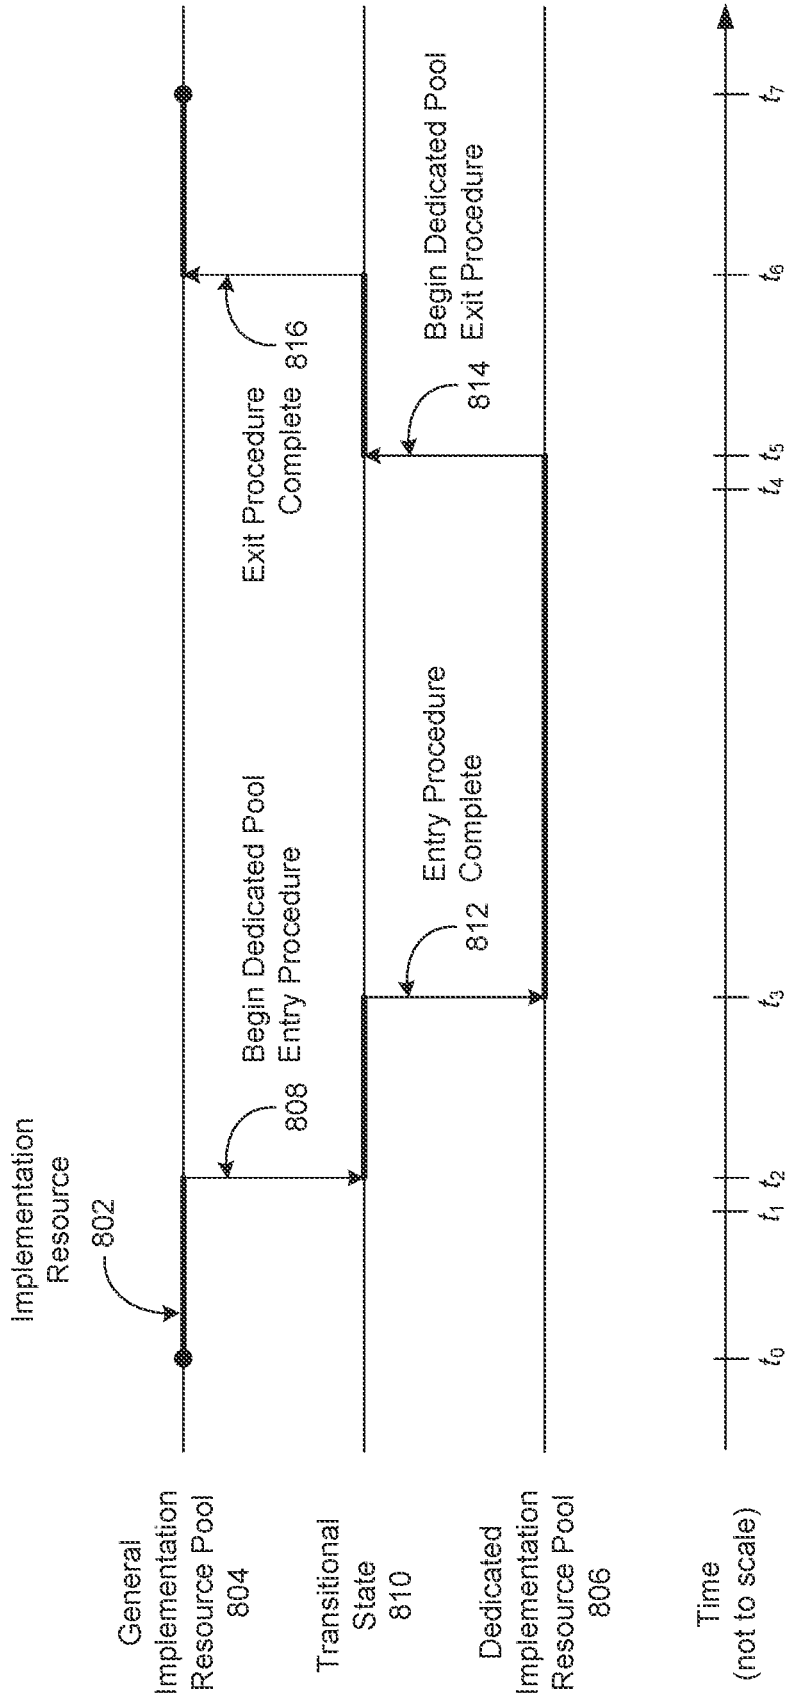 Implementation
Resource
802
General
Implementation
Resource Pool
804
808
Begin Dedicated Pool
Entry Procedure
Exit Procedure
Complete
816
Transitional
State
810
812
Entry Procedure
Complete
814
Begin Dedicated Pool
Exit Procedure
Dedicated
Implementation
Resource Pool
806
Time
(not to scale)
t0
t1
t2
t3
t4
t5
t6
t7